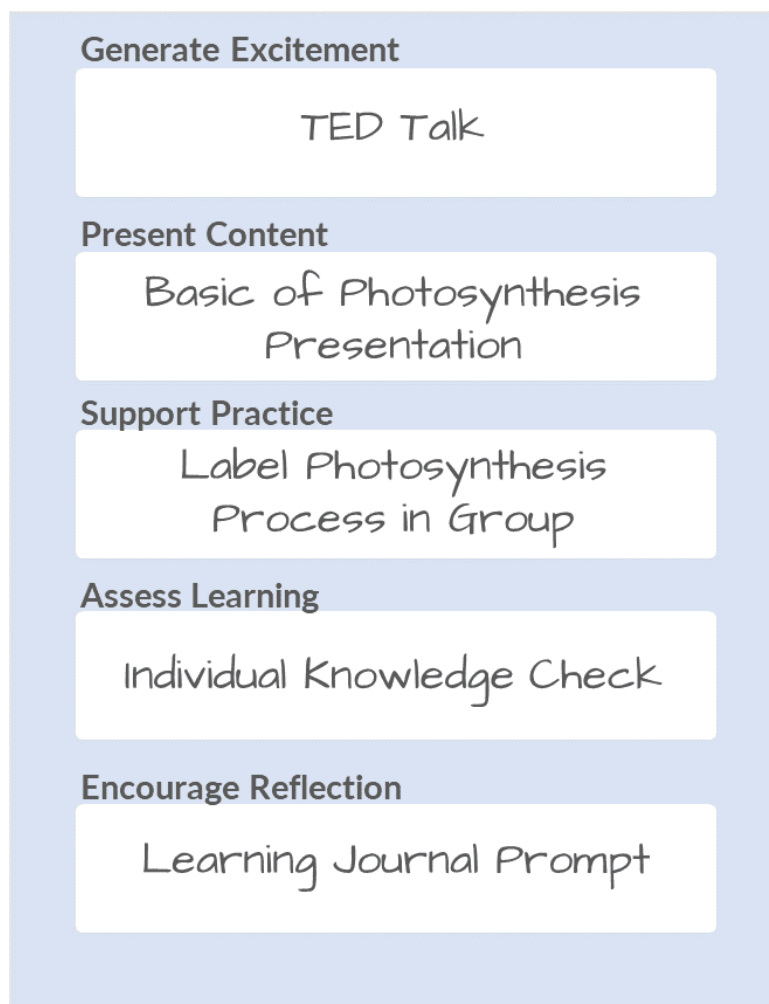 Generate Excitement
TED Talk
Present Content
Basic of Photosynthesis
Presentation
Support Practice
Label Photosynthesis
Process in Group
Assess Learning
Individual Knowledge Check
Encourage Reflection
Learning Journal Prompt